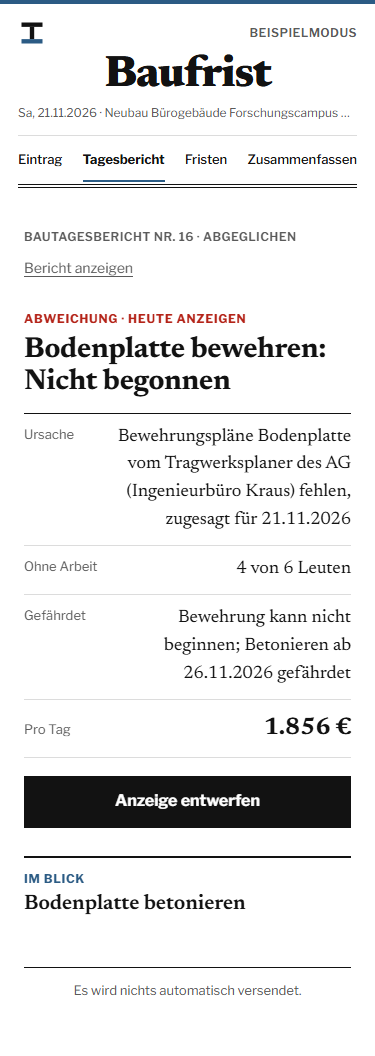 BEISPIELMODUS
Baufrist
Sa, 21.11.2026 · Neubau Bürogebäude Forschungscampus ...
Eintrag Tagesbericht Fristen Zusammenfassen
BAUTAGESBERICHT NR. 16 · ABGEGLICHEN
Bericht anzeigen
ABWEICHUNG · HEUTE ANZEIGEN
Bodenplatte bewehren:
Nicht begonnen
Ursache Bewehrungspläne Bodenplatte
vom Tragwerksplaner des AG
(Ingenieurbüro Kraus) fehlen,
zugesagt für 21.11.2026
Ohne Arbeit 4 von 6 Leuten
Gefährdet Bewehrung kann nicht
beginnen; Betonieren ab
26.11.2026 gefährdet
Pro Tag 1.856 €
Anzeige entwerfen
IM BLICK
Bodenplatte betonieren
Es wird nichts automatisch versendet.